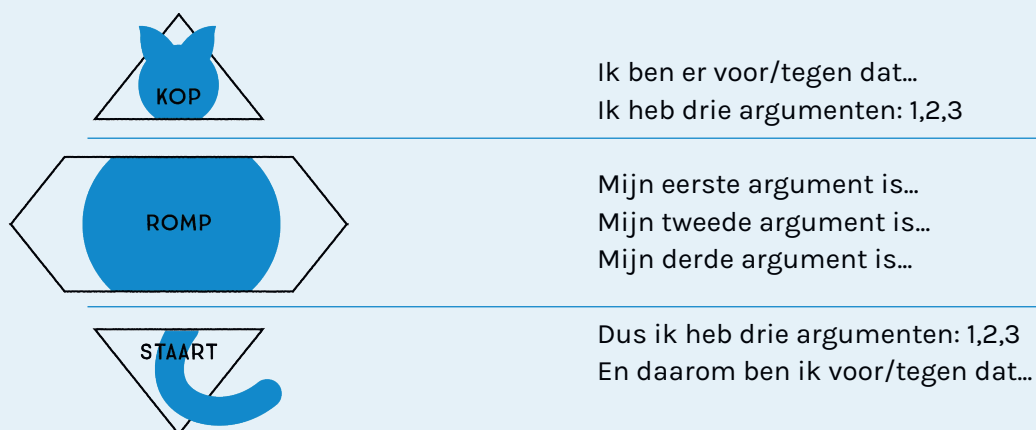 KOP
Ik ben er voor/tegen dat...
Ik heb drie argumenten: 1,2,3
ROMP
Mijn eerste argument is...
Mijn tweede argument is...
Mijn derde argument is...
STAART
Dus ik heb drie argumenten: 1,2,3
En daarom ben ik voor/tegen dat...